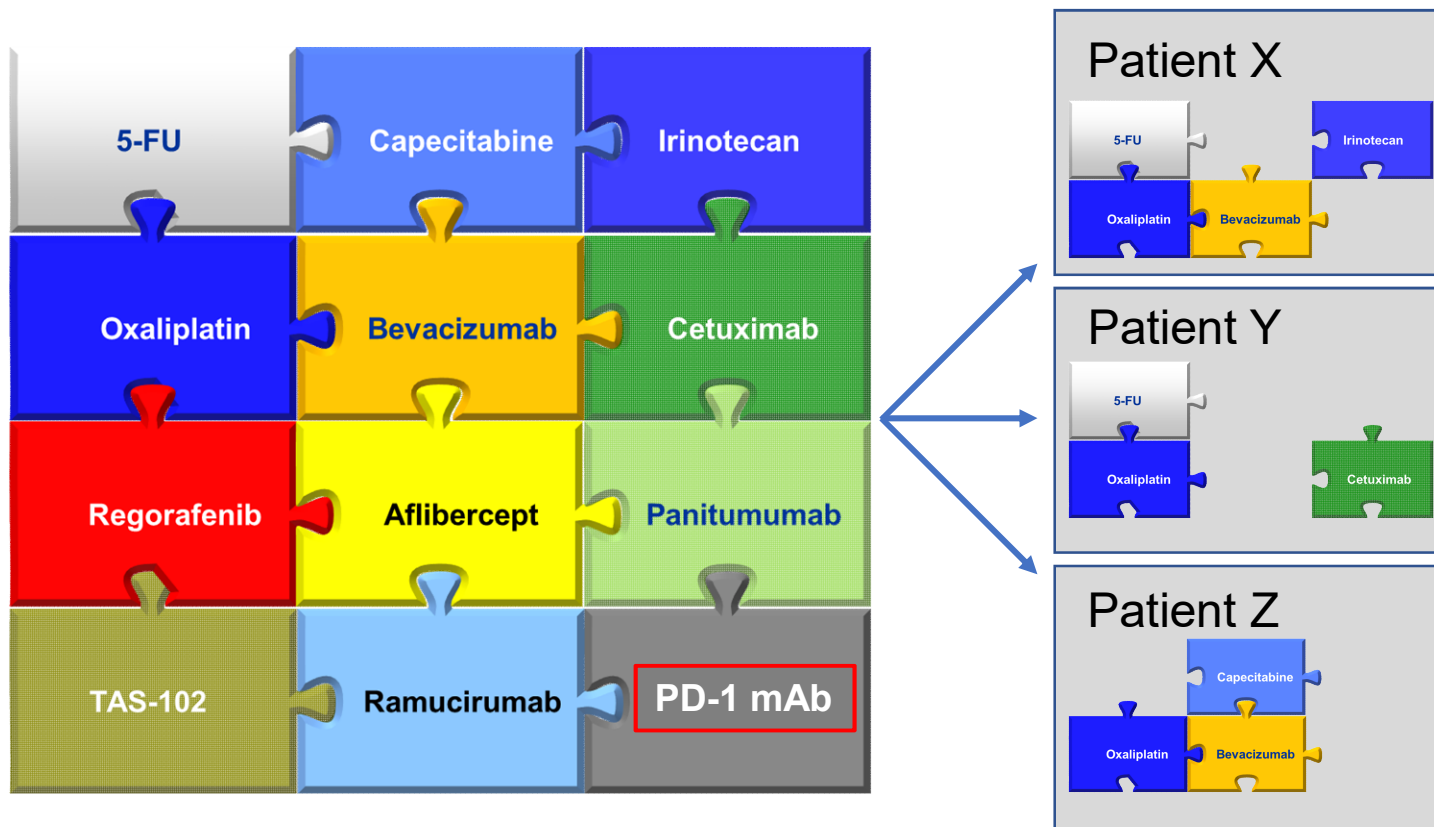 5-FU
Capecitabine
Irinotecan
Oxaliplatin
Bevacizumab
Cetuximab
Regorafenib
Aflibercept
Panitumumab
TAS-102
Ramucirumab
PD-1 mAb
Patient X
5-FU
Irinotecan
Oxaliplatin
Bevacizumab
Patient Y
5-FU
Oxaliplatin
Cetuximab
Patient Z
Capecitabine
Oxaliplatin
Bevacizumab